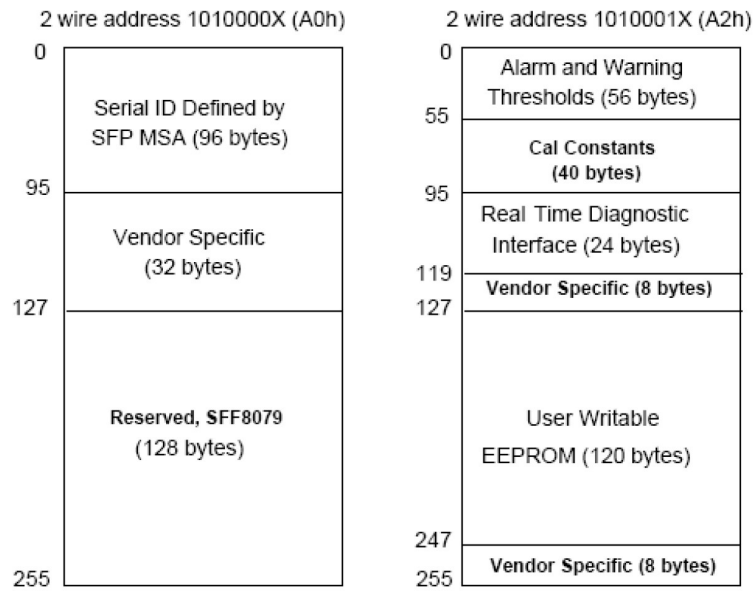 2 wire address 1010000X (A0h)
0
Serial ID Defined by
SFP MSA (96 bytes)
95
Vendor Specific
(32 bytes)
127
Reserved, SFF8079
(128 bytes)
255
2 wire address 1010001X (A2h)
0
Alarm and Warning
Thresholds (56 bytes)
55
Cal Constants
(40 bytes)
95
Real Time Diagnostic
Interface (24 bytes)
119
Vendor Specific (8 bytes)
127
User Writable
EEPROM (120 bytes)
247
Vendor Specific (8 bytes)
255